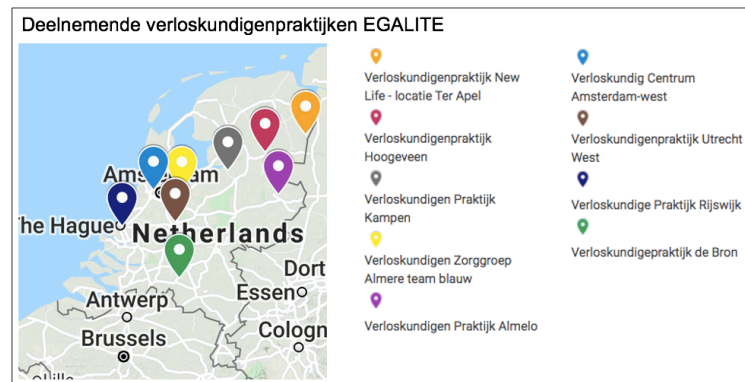 Deelnemende verloskundigenpraktijken EGALITE
Amsterdam
The Hague
Netherlands
Dort
Essen
Antwerp
Brussels
Cologn
Lille
Verloskundigenpraktijk New
Life - locatie Ter Apel
Verloskundigenpraktijk
Hoogeveen
Verloskundigen Praktijk
Kampen
Verloskundigen Zorggroep
Almere team blauw
Verloskundigen Praktijk Almelo
Verloskundig Centrum
Amsterdam-west
Verloskundigenpraktijk Utrecht
West
Verloskundige Praktijk Rijswijk
Verloskundigepraktijk de Bron